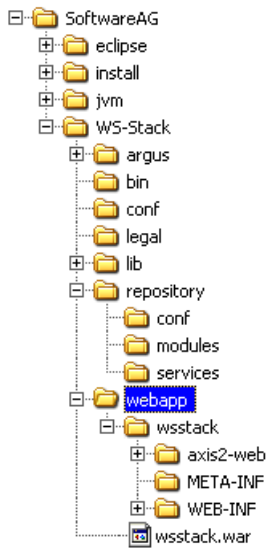 SoftwareAG
eclipse
install
jvm
WS-Stack
argus
bin
conf
legal
lib
repository
conf
modules
services
webapp
wsstack
axis2-web
META-INF
WEB-INF
wsstack.war